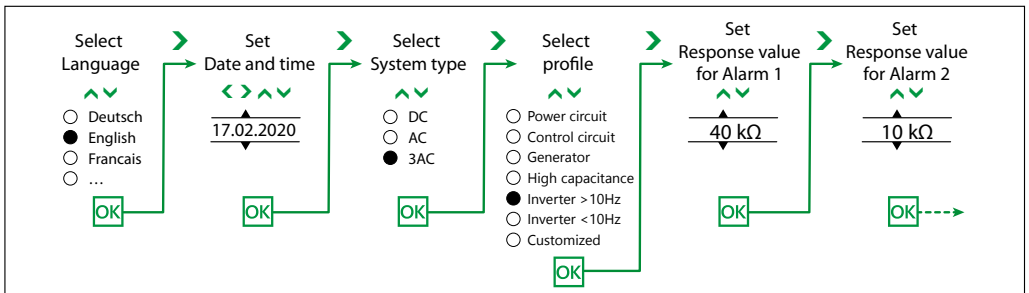 Select
Language
Deutsch
English
Francais
...
OK
Set
Date and time
17.02.2020
OK
Select
System type
DC
AC
3AC
OK
Select
profile
Power circuit
Control circuit
Generator
High capacitance
Inverter >10Hz
Inverter <10Hz
Customized
OK
Set
Response value
for Alarm 1
40 kΩ
OK
Set
Response value
for Alarm 2
10 kΩ
OK